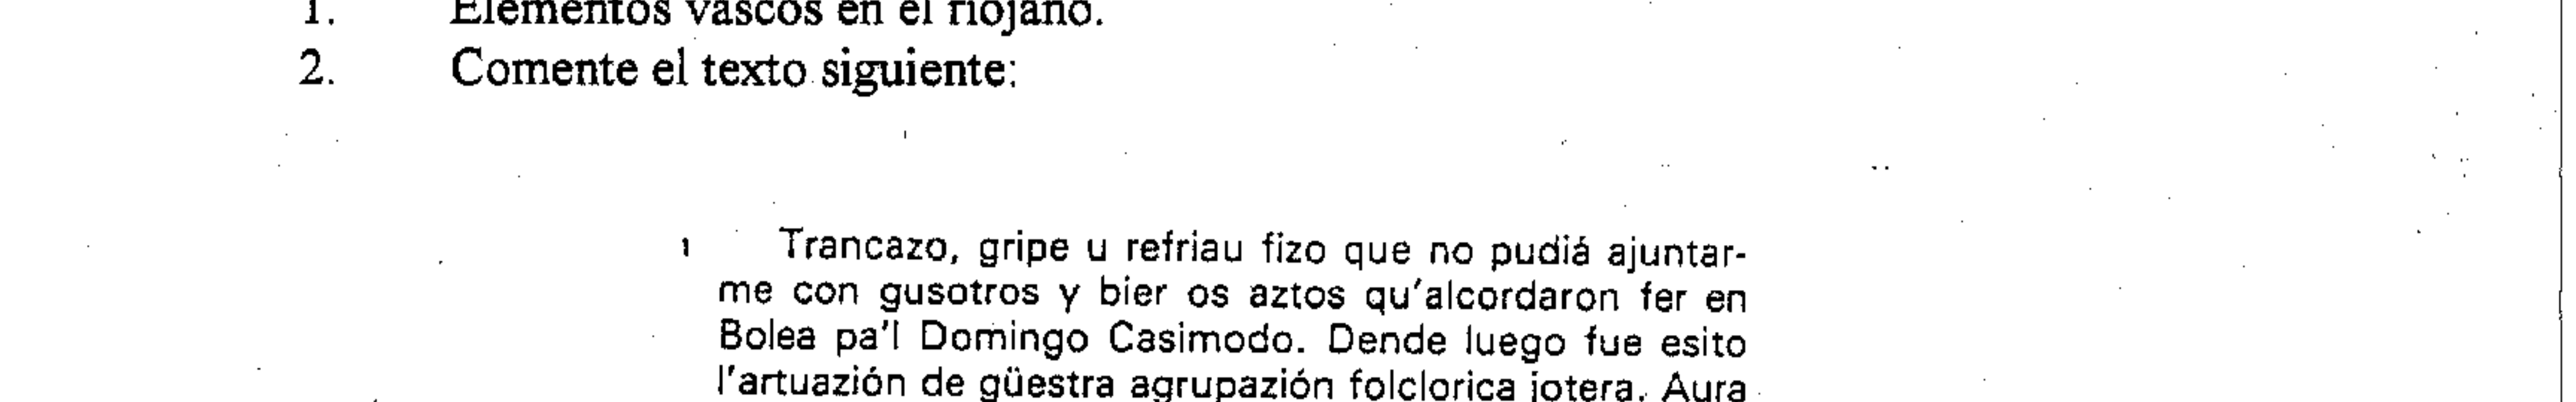 1. Elementos vascos en el riojano.
2. Comente el texto siguiente:
1 Trancazo, gripe u refriau fizo que no pudiá ajuntar-
me con gusotros y bier os aztos qu'alcordaron fer en
Bolea pa'l Domingo Casimodo. Dende luego fue esito
l'artuazión de güestra agrupazión folclorica jotera. Aura